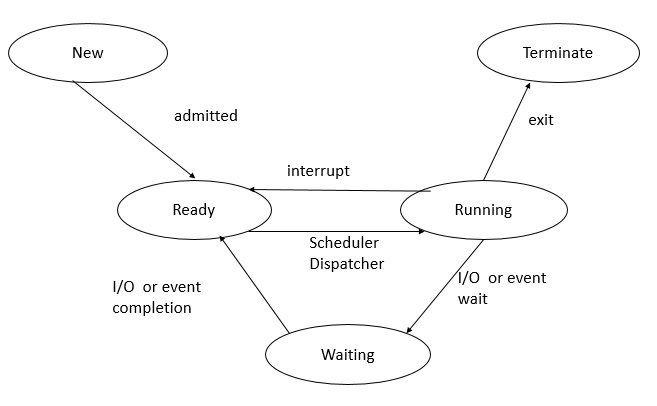 New
Terminate
admitted
exit
interrupt
Ready
Running
Scheduler
Dispatcher
I/O or event
completion
I/O or event
wait
Waiting